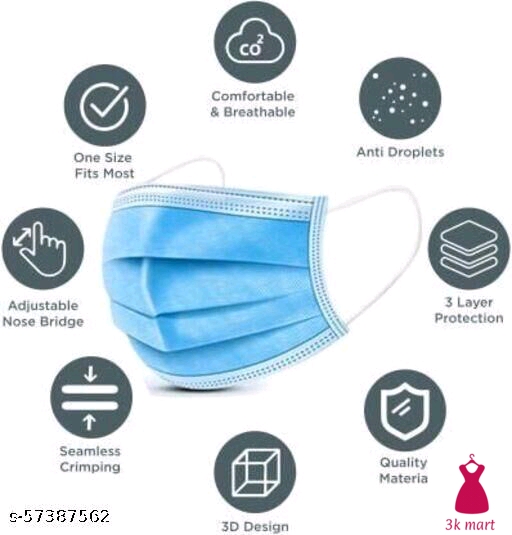 CO2
Comfortable
& Breathable
One Size
Fits Most
Anti Droplets
Adjustable
Nose Bridge
3 Layer
Protection
Seamless
Crimping
Quality
Materia
3D Design
s-57387562
3k mart